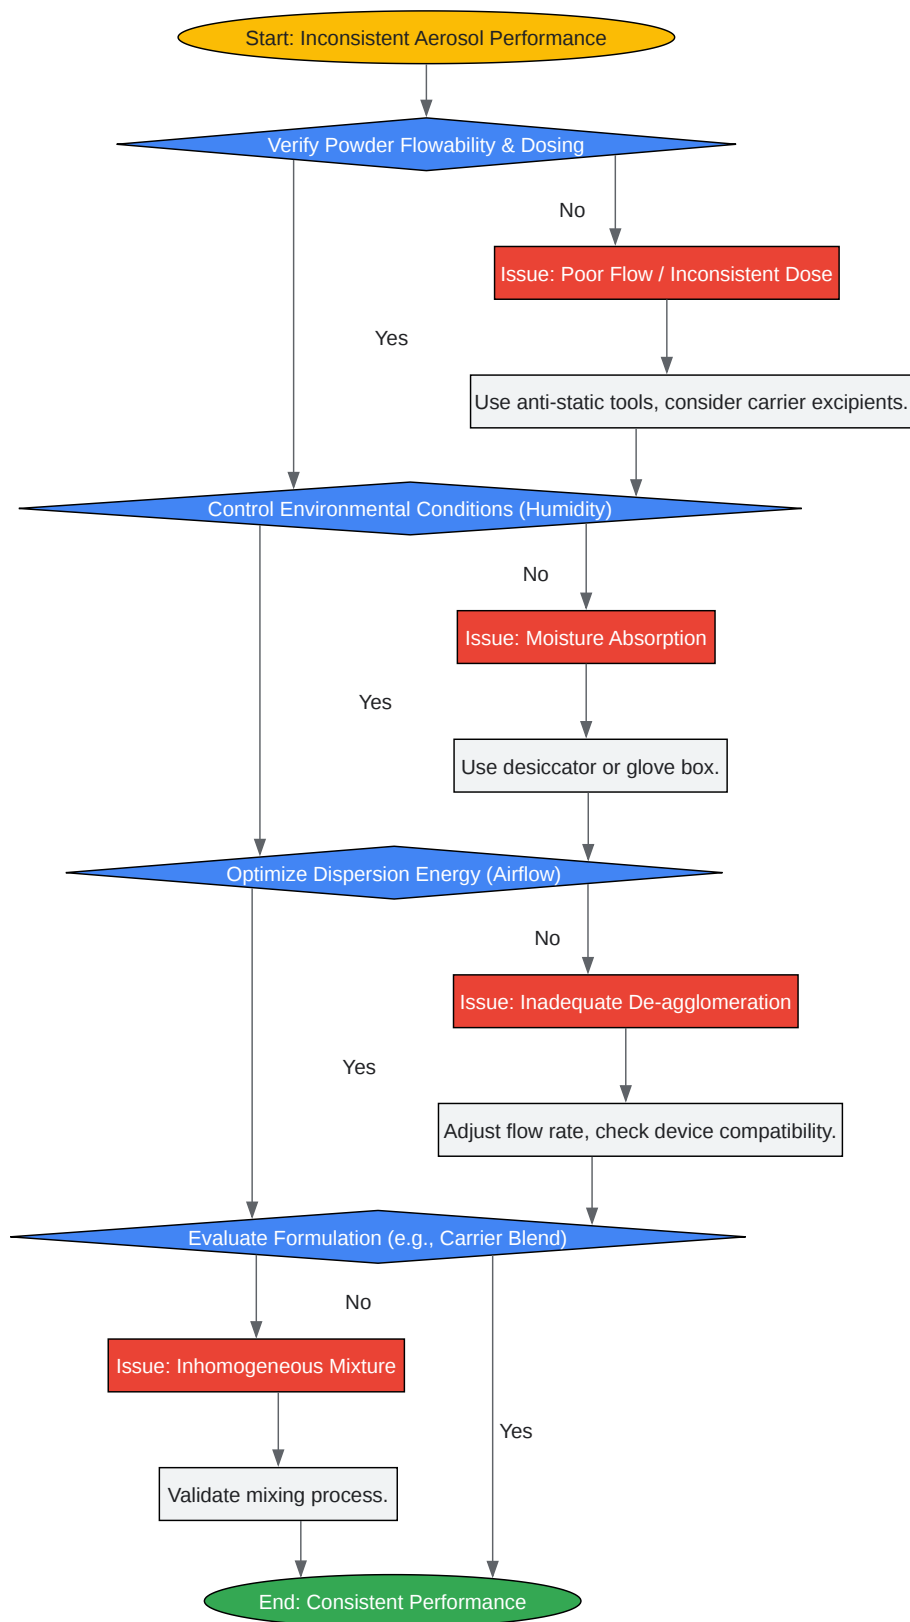 Start: Inconsistent Aerosol Performance
Verify Powder Flowability & Dosing
No
Issue: Poor Flow / Inconsistent Dose
Yes
Use anti-static tools, consider carrier excipients.
Control Environmental Conditions (Humidity)
No
Issue: Moisture Absorption
Yes
Use desiccator or glove box.
Optimize Dispersion Energy (Airflow)
No
Issue: Inadequate De-agglomeration
Yes
Adjust flow rate, check device compatibility.
Evaluate Formulation (e.g., Carrier Blend)
No
Issue: Inhomogeneous Mixture
Yes
Validate mixing process.
End: Consistent Performance